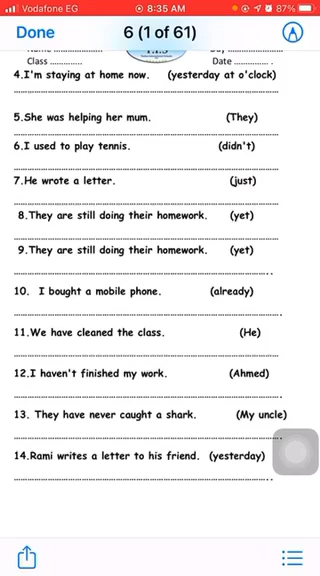 Vodafone EG 8:35 AM 87%
Done 6 (1 of 61)
Name .................... Day ......................
Class ............. Date .............. .
4.I'm staying at home now. (yesterday at o'clock)
5.She was helping her mum. (They)
6.I used to play tennis. (didn't)
7.He wrote a letter. (just)
8.They are still doing their homework. (yet)
9.They are still doing their homework. (yet)
10. I bought a mobile phone. (already)
11.We have cleaned the class. (He)
12.I haven't finished my work. (Ahmed)
13. They have never caught a shark. (My uncle)
14.Rami writes a letter to his friend. (yesterday)